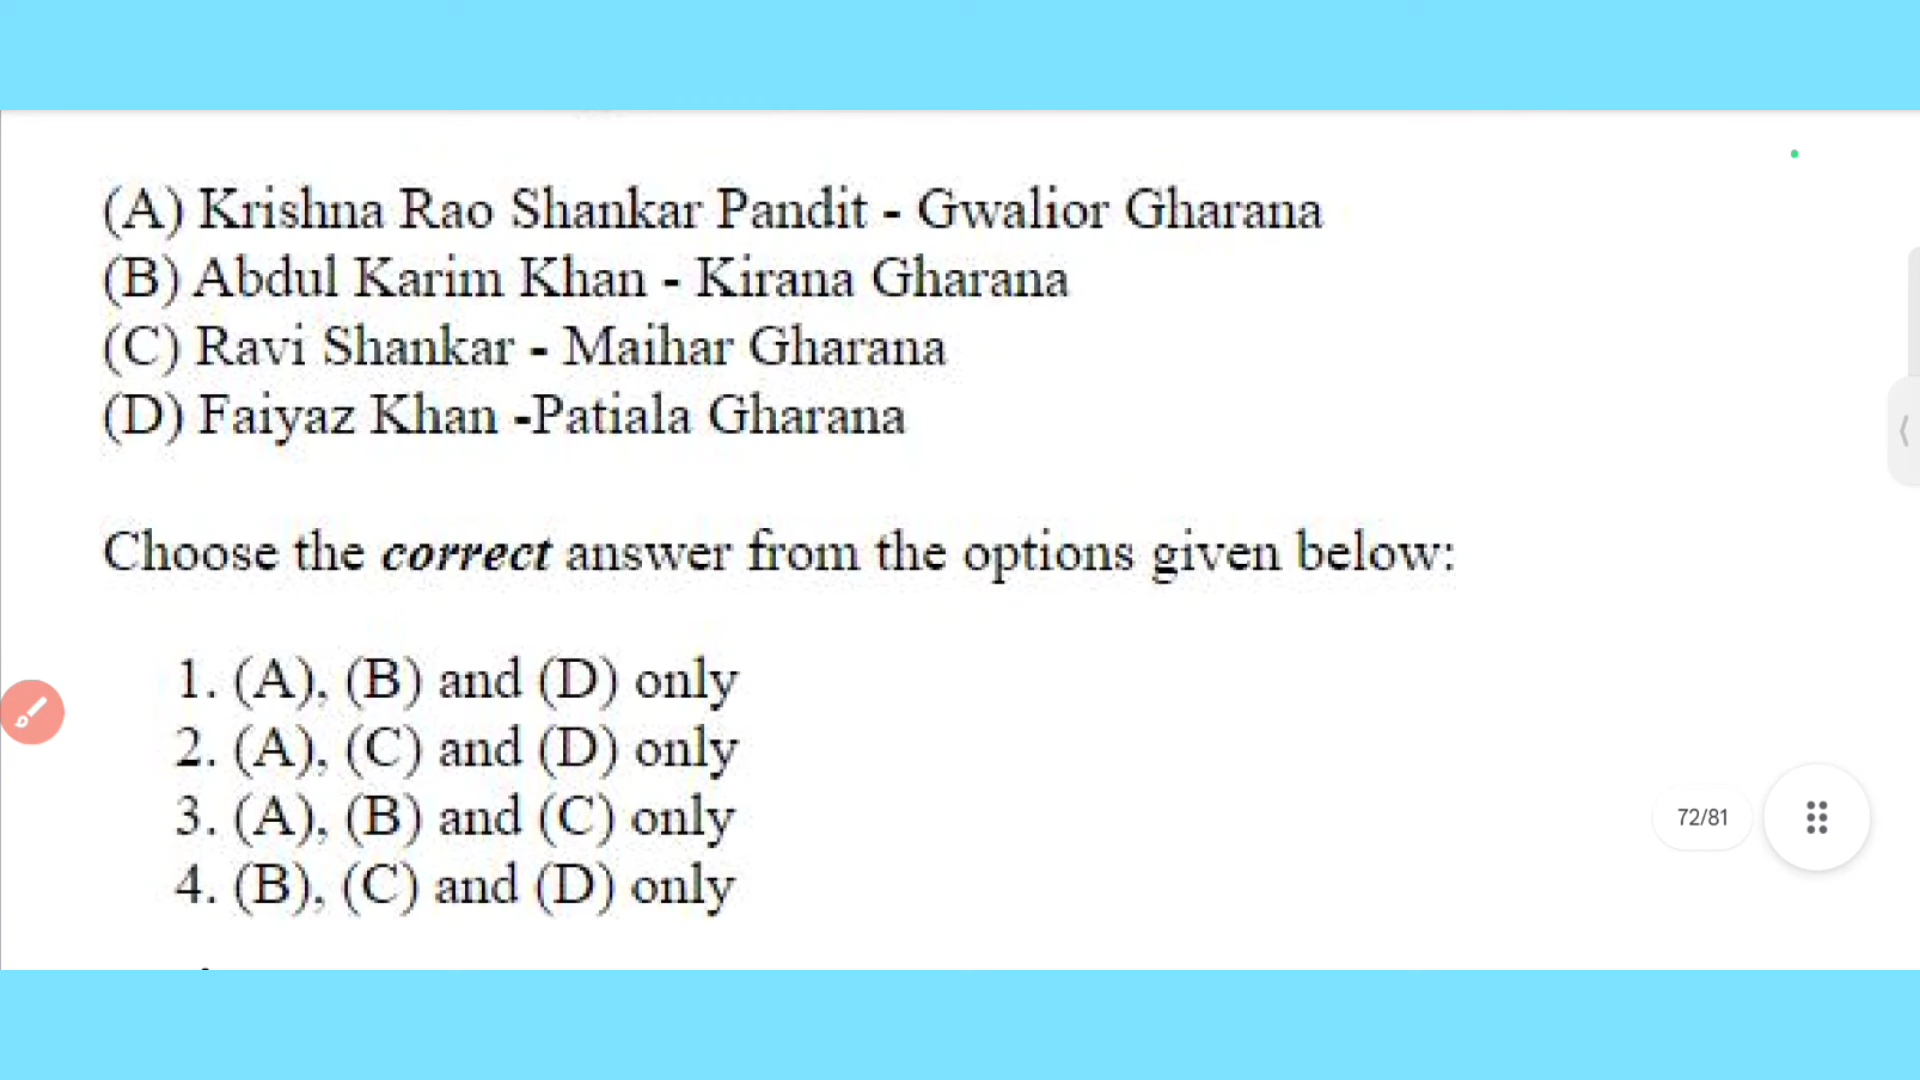 (A) Krishna Rao Shankar Pandit - Gwalior Gharana
(B) Abdul Karim Khan - Kirana Gharana
(C) Ravi Shankar - Maihar Gharana
(D) Faiyaz Khan -Patiala Gharana
Choose the correct answer from the options given below:
1. (A), (B) and (D) only
2. (A), (C) and (D) only
3. (A), (B) and (C) only
4. (B), (C) and (D) only
72/81